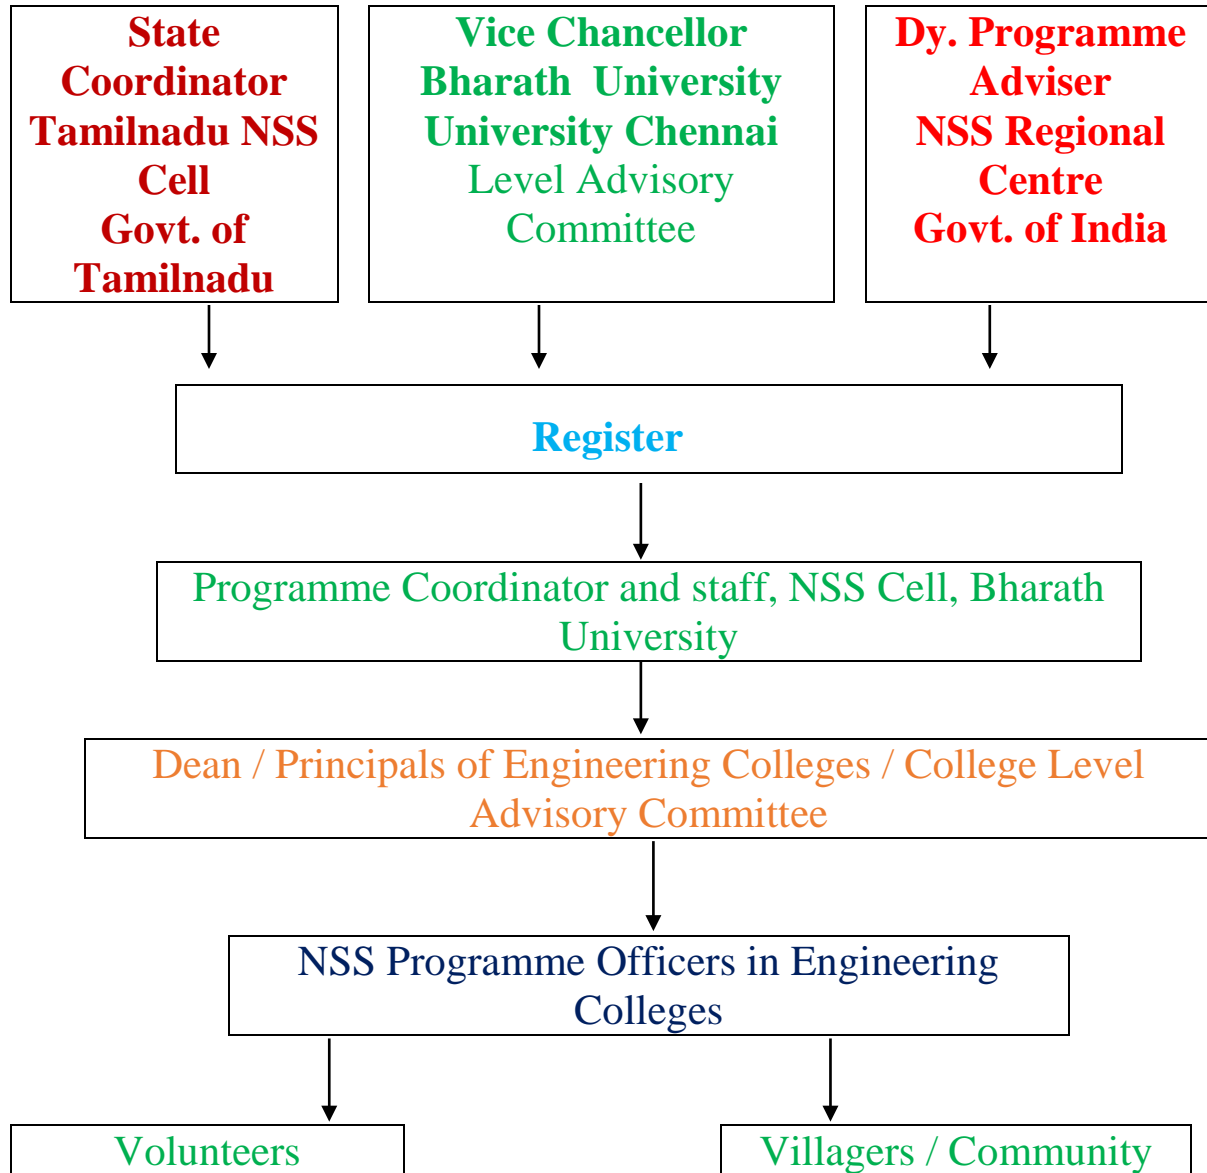 State
Coordinator
Tamilnadu NSS
Cell
Govt. of
Tamilnadu
Vice Chancellor
Bharath University
University Chennai
Level Advisory
Committee
Dy. Programme
Adviser
NSS Regional
Centre
Govt. of India
Register
Programme Coordinator and staff, NSS Cell, Bharath
University
Dean / Principals of Engineering Colleges / College Level
Advisory Committee
NSS Programme Officers in Engineering
Colleges
Volunteers
Villagers / Community